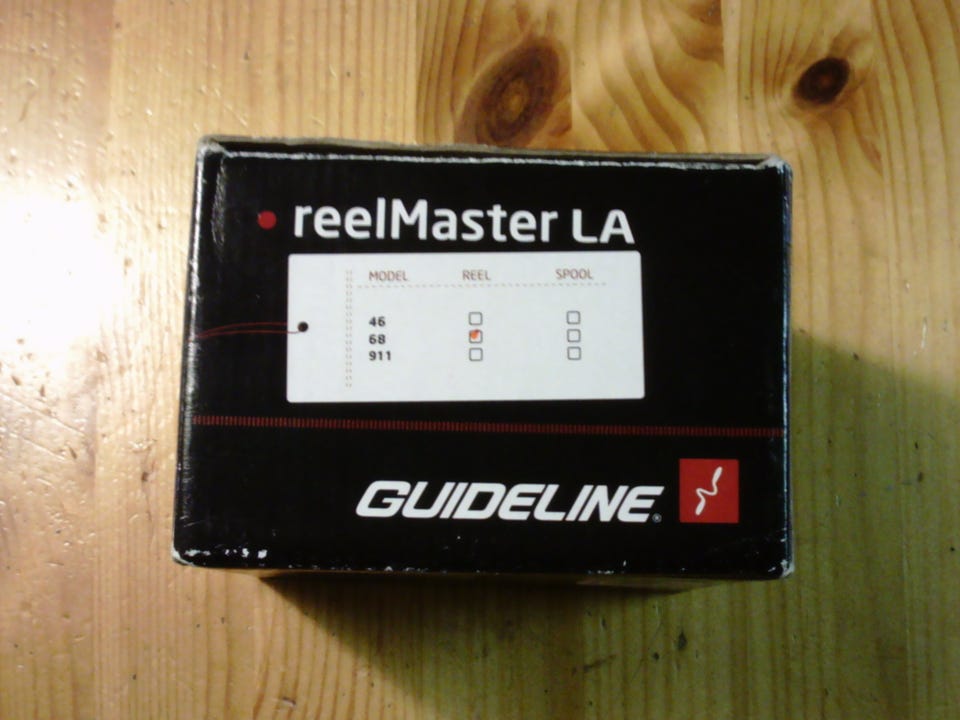 reelMaster LA
MODEL REEL SPOOL
46
68
911
GUIDELINE®